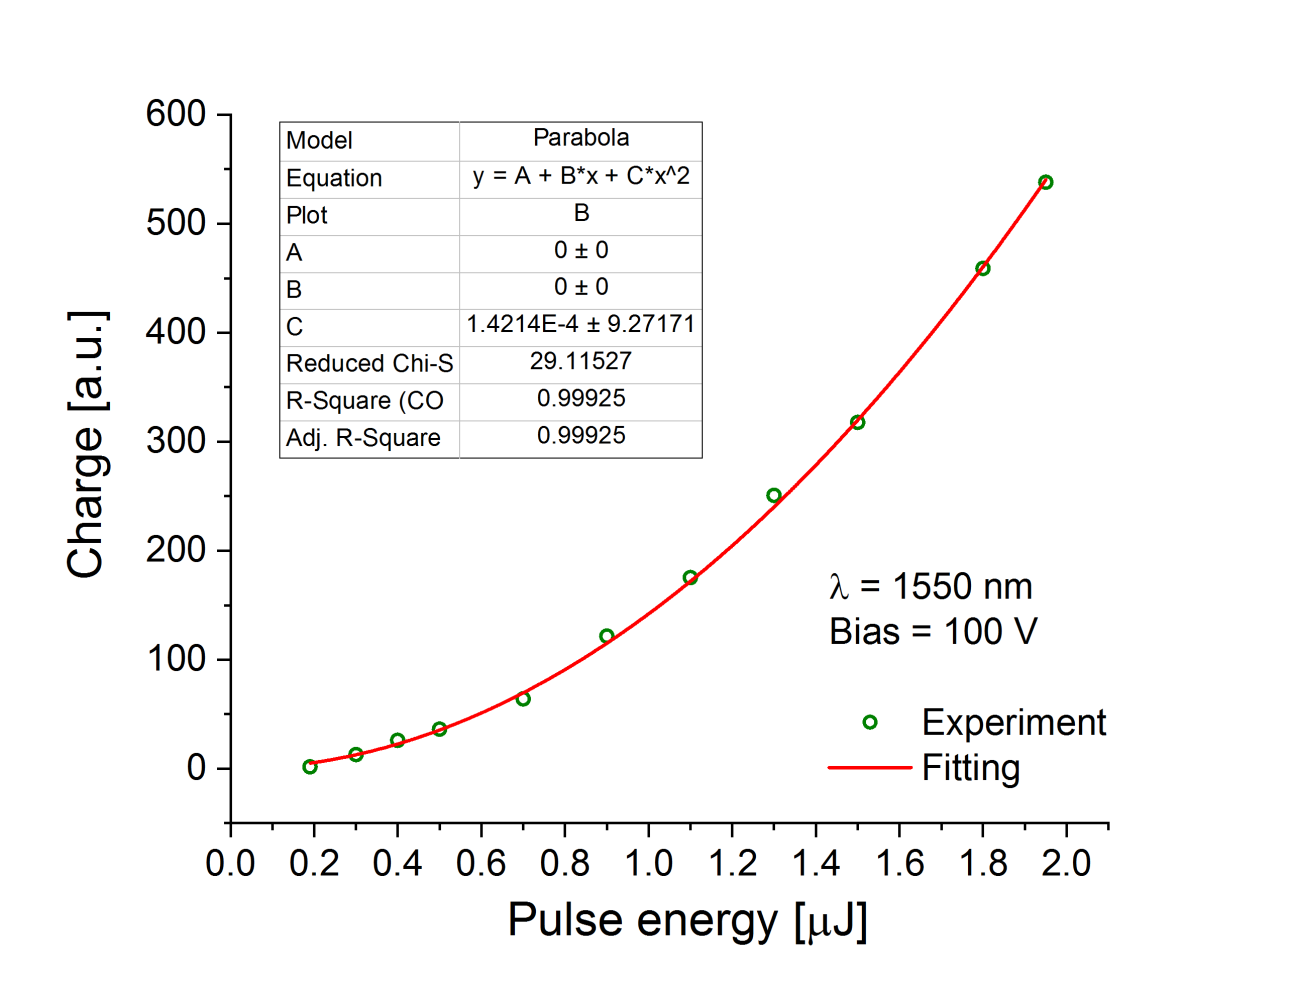 600
500
400
300
200
100
0
Charge [a.u.]
Model Parabola
Equation y = A + B*x + C*x^2
Plot B
A 0 ± 0
B 0 ± 0
C 1.4214E-4 ± 9.27171
Reduced Chi-S 29.11527
R-Square (CO 0.99925
Adj. R-Square 0.99925
λ = 1550 nm
Bias = 100 V
Experiment
Fitting
0.0 0.2 0.4 0.6 0.8 1.0 1.2 1.4 1.6 1.8 2.0
Pulse energy [μJ]